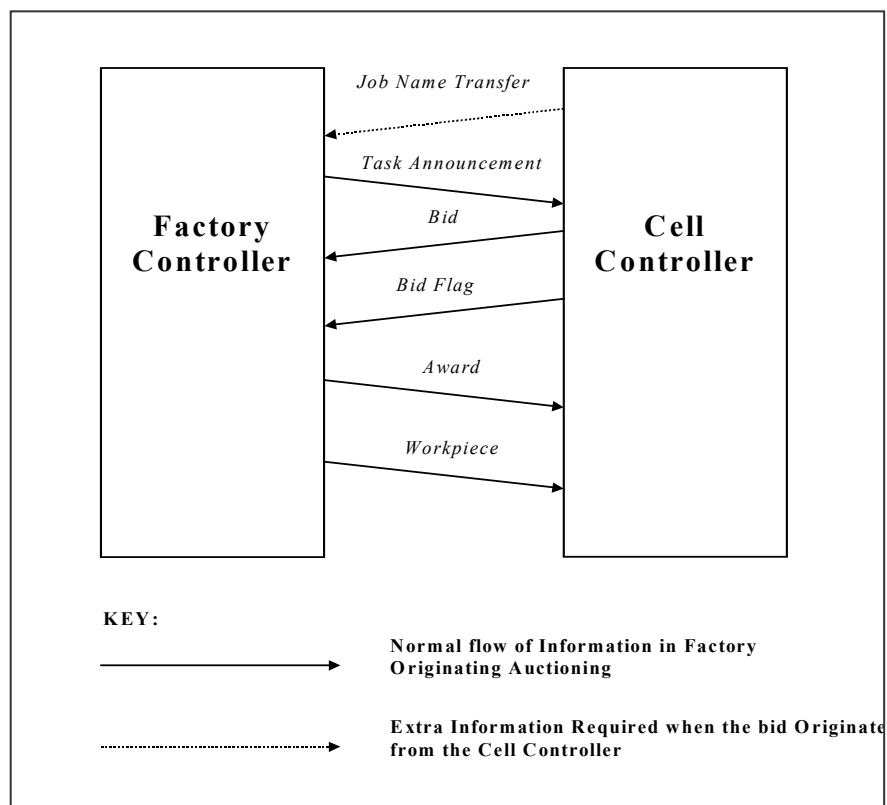 Job Name Transfer
Task Announcement
Factory
Controller
Bid
Cell
Controller
Bid Flag
Award
Workpiece
KEY:
Normal flow of Information in Factory
Originating Auctioning
Extra Information Required when the bid Originate
from the Cell Controller